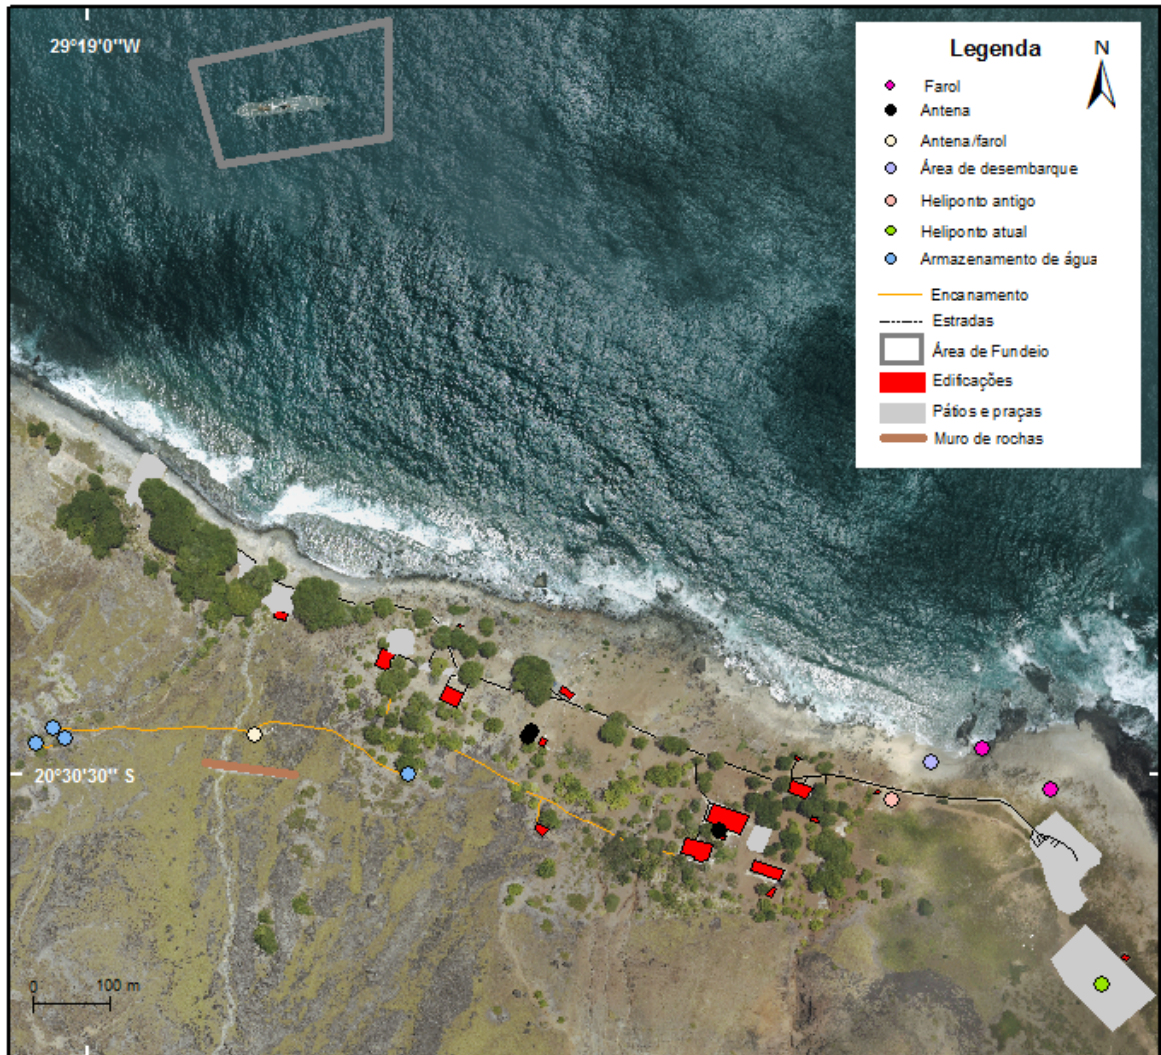 29°19'0''W
Legenda
N
Farol
Antena
Antena/farol
Área de desembarque
Heliponto antigo
Heliponto atual
Armazenamento de água
Encanamento
Estradas
Área de Fundeio
Edificações
Pátios e praças
Muro de rochas
20°30'30'' S
0 100 m